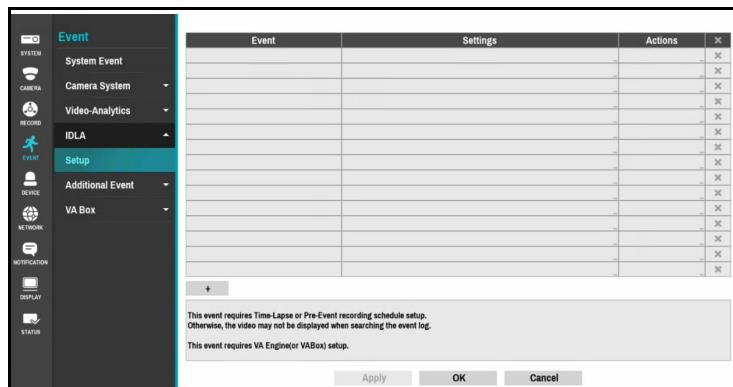 SYSTEM
CAMERA
RECORD
EVENT
DEVICE
NETWORK
NOTIFICATION
DISPLAY
STATUS
Event
System Event
Camera System
Video-Analytics
IDLA
Setup
Additional Event
VA Box
Event Settings Actions
+
This event requires Time-Lapse or Pre-Event recording schedule setup.
Otherwise, the video may not be displayed when searching the event log.
This event requires VA Engine(or VABox) setup.
Apply OK Cancel